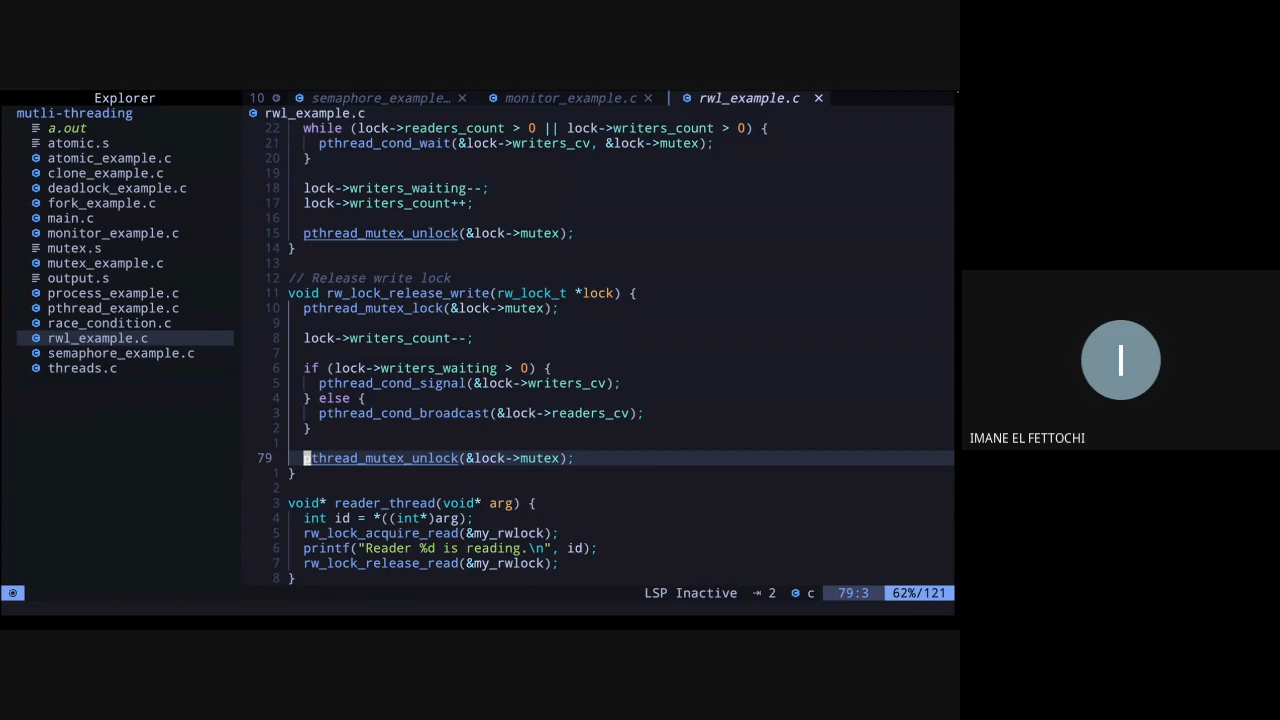 Explorer
mutli-threading
a.out
atomic.s
atomic_example.c
clone_example.c
deadlock_example.c
fork_example.c
main.c
monitor_example.c
mutex.s
mutex_example.c
output.s
process_example.c
pthread_example.c
race_condition.c
rwl_example.c
semaphore_example.c
threads.c
10 semaphore_example… × monitor_example.c × rwl_example.c ×
rwl_example.c
22 while (lock->readers_count > 0 || lock->writers_count > 0) {
21 pthread_cond_wait(&lock->writers_cv, &lock->mutex);
20 }
19
18 lock->writers_waiting--;
17 lock->writers_count++;
16
15 pthread_mutex_unlock(&lock->mutex);
14 }
13
12 // Release write lock
11 void rw_lock_release_write(rw_lock_t *lock) {
10 pthread_mutex_lock(&lock->mutex);
9
8 lock->writers_count--;
7
6 if (lock->writers_waiting > 0) {
5 pthread_cond_signal(&lock->writers_cv);
4 } else {
3 pthread_cond_broadcast(&lock->readers_cv);
2 }
1
79 pthread_mutex_unlock(&lock->mutex);
1 }
2
3 void* reader_thread(void* arg) {
4 int id = *((int*)arg);
5 rw_lock_acquire_read(&my_rwlock);
6 printf("Reader %d is reading.\n", id);
7 rw_lock_release_read(&my_rwlock);
8 }
LSP Inactive ⇥ 2 c 79:3 62%/121
I
IMANE EL FETTOCHI